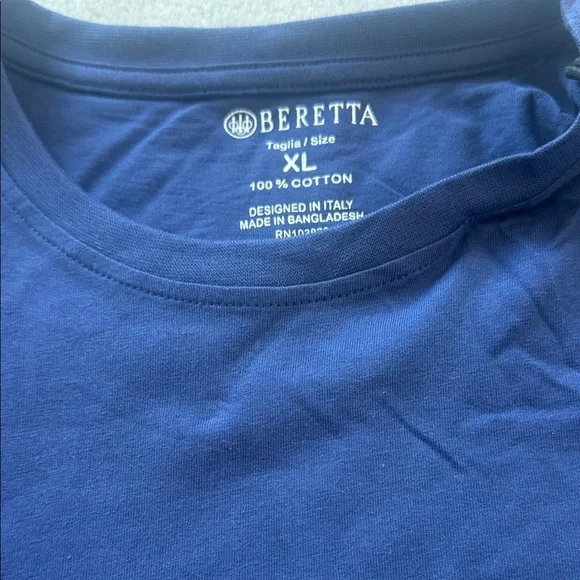 BERETTA
Taglia / Size
XL
100 % COTTON
DESIGNED IN ITALY
MADE IN BANGLADESH